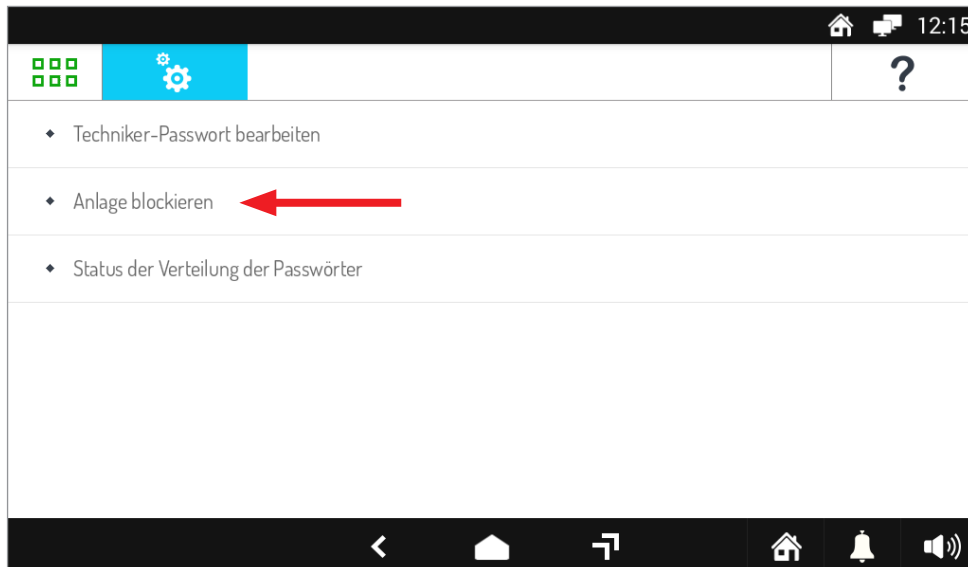 12:15
?
Techniker-Passwort bearbeiten
Anlage blockieren
Status der Verteilung der Passwörter